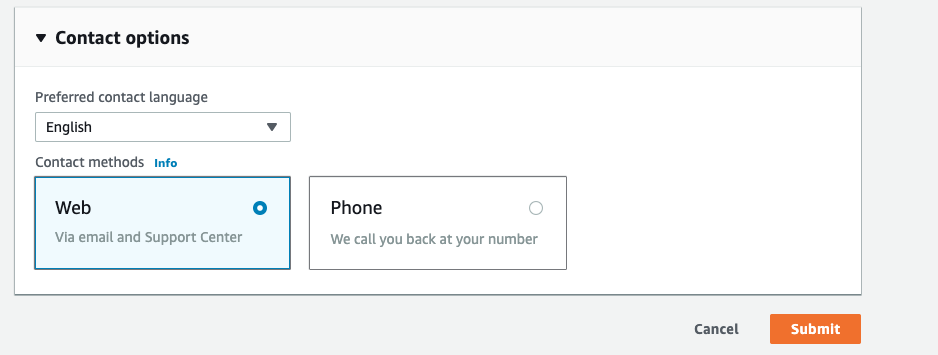 Contact options
Preferred contact language
English
Contact methods Info
Web
Via email and Support Center
Phone
We call you back at your number
Cancel
Submit